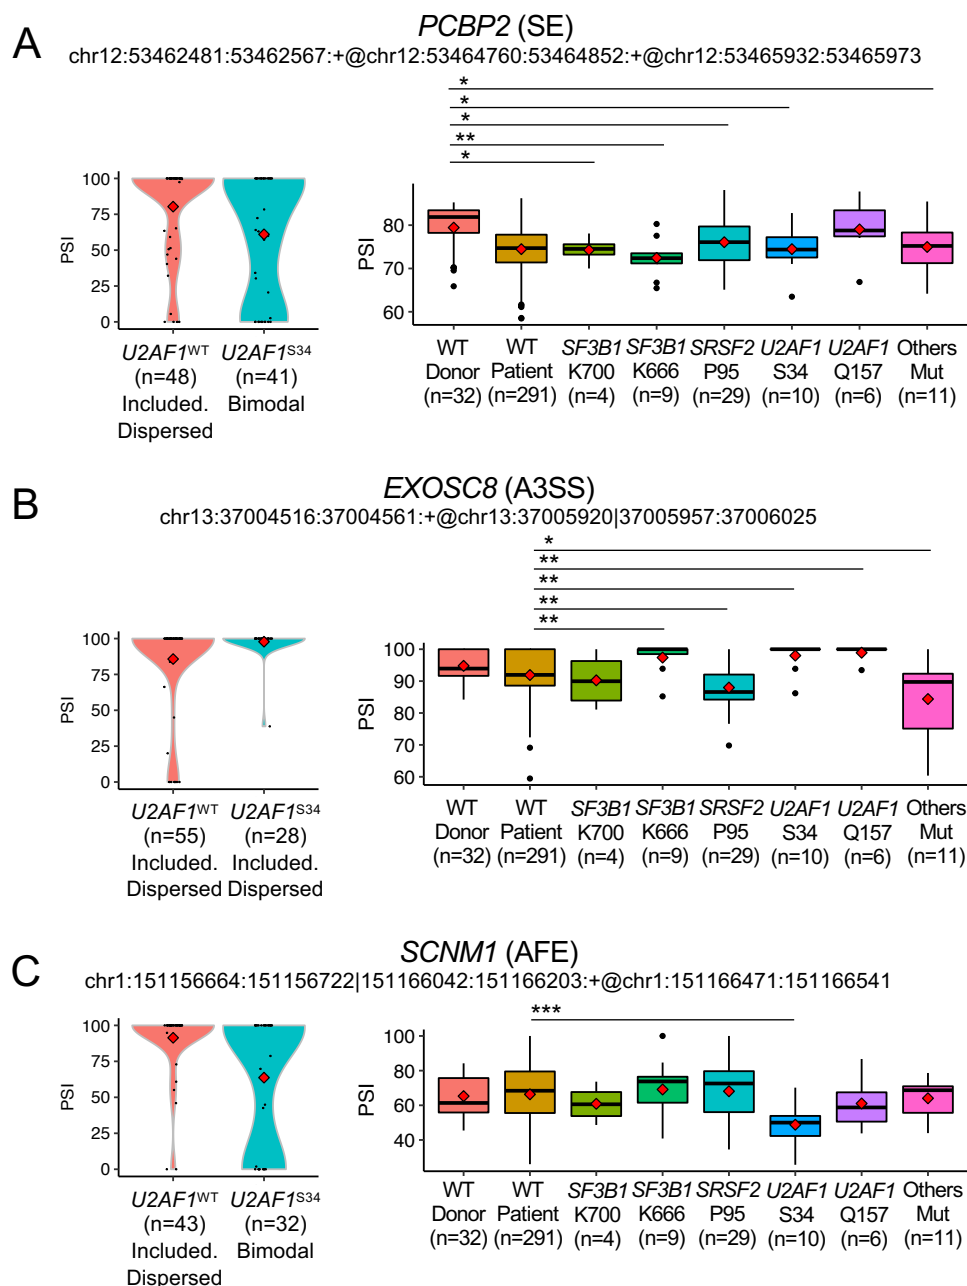 A
PCBP2 (SE)
chr12:53462481:53462567:+@chr12:53464760:53464852:+@chr12:53465932:53465973
*
*
*
**
*
PSI
100
75
50
25
0
U2AF1WT
(n=48)
Included.
Dispersed
U2AF1S34
(n=41)
Bimodal
PSI
80
70
60
WT
Donor
(n=32)
WT
Patient
(n=291)
SF3B1
K700
(n=4)
SF3B1
K666
(n=9)
SRSF2
P95
(n=29)
U2AF1
S34
(n=10)
U2AF1
Q157
(n=6)
Others
Mut
(n=11)
B
EXOSC8 (A3SS)
chr13:37004516:37004561:+@chr13:37005920|37005957:37006025
*
**
**
**
**
PSI
100
75
50
25
0
U2AF1WT
(n=55)
Included.
Dispersed
U2AF1S34
(n=28)
Included.
Dispersed
PSI
100
90
80
70
60
WT
Donor
(n=32)
WT
Patient
(n=291)
SF3B1
K700
(n=4)
SF3B1
K666
(n=9)
SRSF2
P95
(n=29)
U2AF1
S34
(n=10)
U2AF1
Q157
(n=6)
Others
Mut
(n=11)
C
SCNM1 (AFE)
chr1:151156664:151156722|151166042:151166203:+@chr1:151166471:151166541
***
PSI
100
75
50
25
0
U2AF1WT
(n=43)
Included.
Dispersed
U2AF1S34
(n=32)
Bimodal
PSI
100
80
60
40
WT
Donor
(n=32)
WT
Patient
(n=291)
SF3B1
K700
(n=4)
SF3B1
K666
(n=9)
SRSF2
P95
(n=29)
U2AF1
S34
(n=10)
U2AF1
Q157
(n=6)
Others
Mut
(n=11)